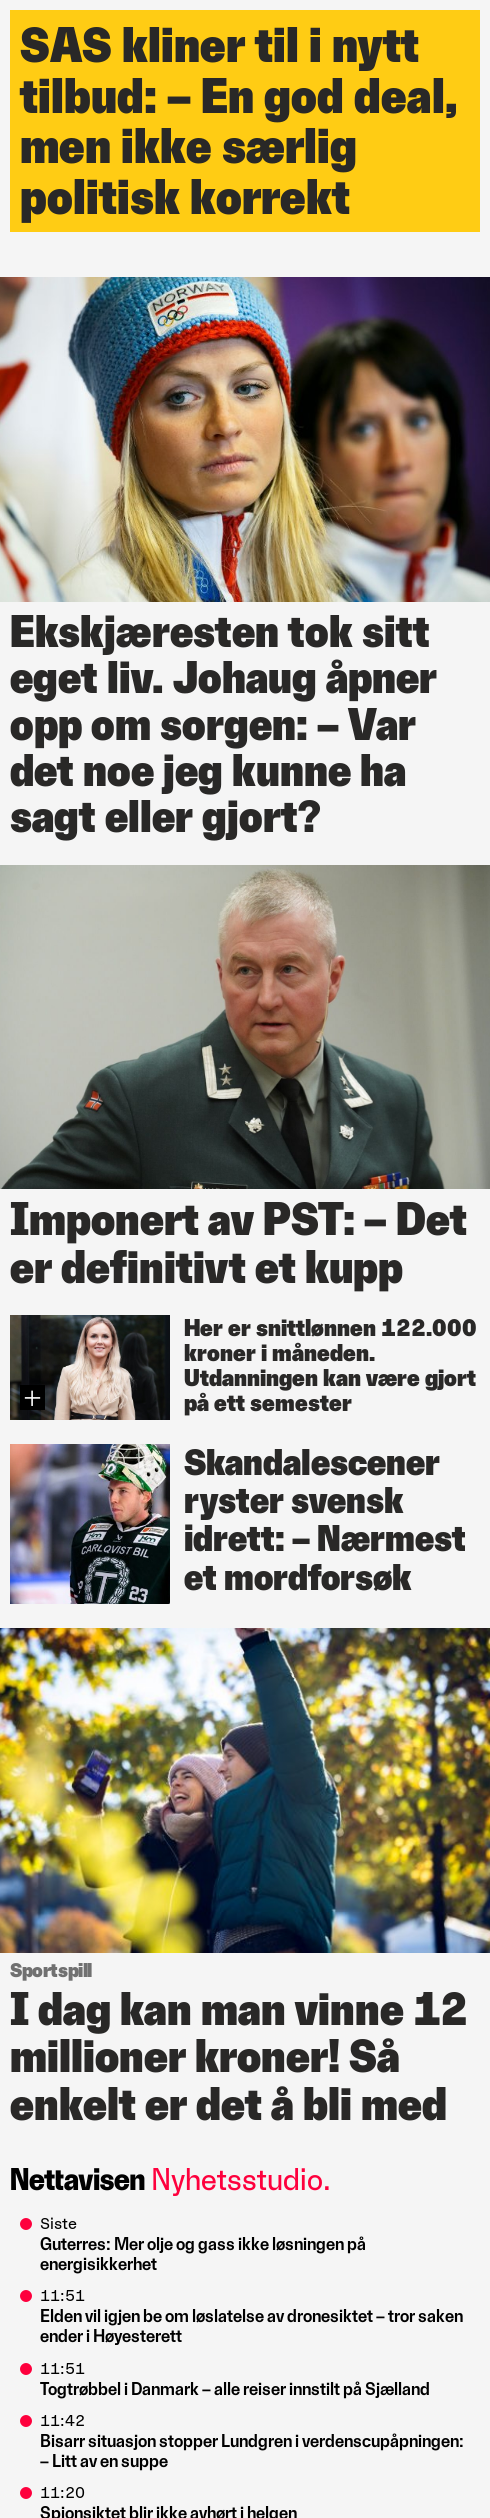 SAS kliner til i nytt
tilbud: – En god deal,
men ikke særlig
politisk korrekt
NORWAY
Ekskjæresten tok sitt
eget liv. Johaug åpner
opp om sorgen: – Var
det noe jeg kunne ha
sagt eller gjort?
Imponert av PST: – Det
er definitivt et kupp
Her er snittlønnen 122.000
kroner i måneden.
Utdanningen kan være gjort
på ett semester
CARLQVIST BIL
23
Skandalescener
ryster svensk
idrett: – Nærmest
et mordforsøk
Sportspill
I dag kan man vinne 12
millioner kroner! Så
enkelt er det å bli med
Nettavisen Nyhetsstudio.
Siste
Guterres: Mer olje og gass ikke løsningen på
energisikkerhet
11:51
Elden vil igjen be om løslatelse av dronesiktet – tror saken
ender i Høyesterett
11:51
Togtrøbbel i Danmark – alle reiser innstilt på Sjælland
11:42
Bisarr situasjon stopper Lundgren i verdenscupåpningen:
– Litt av en suppe
11:20
Spionsiktet blir ikke avhørt i helgen